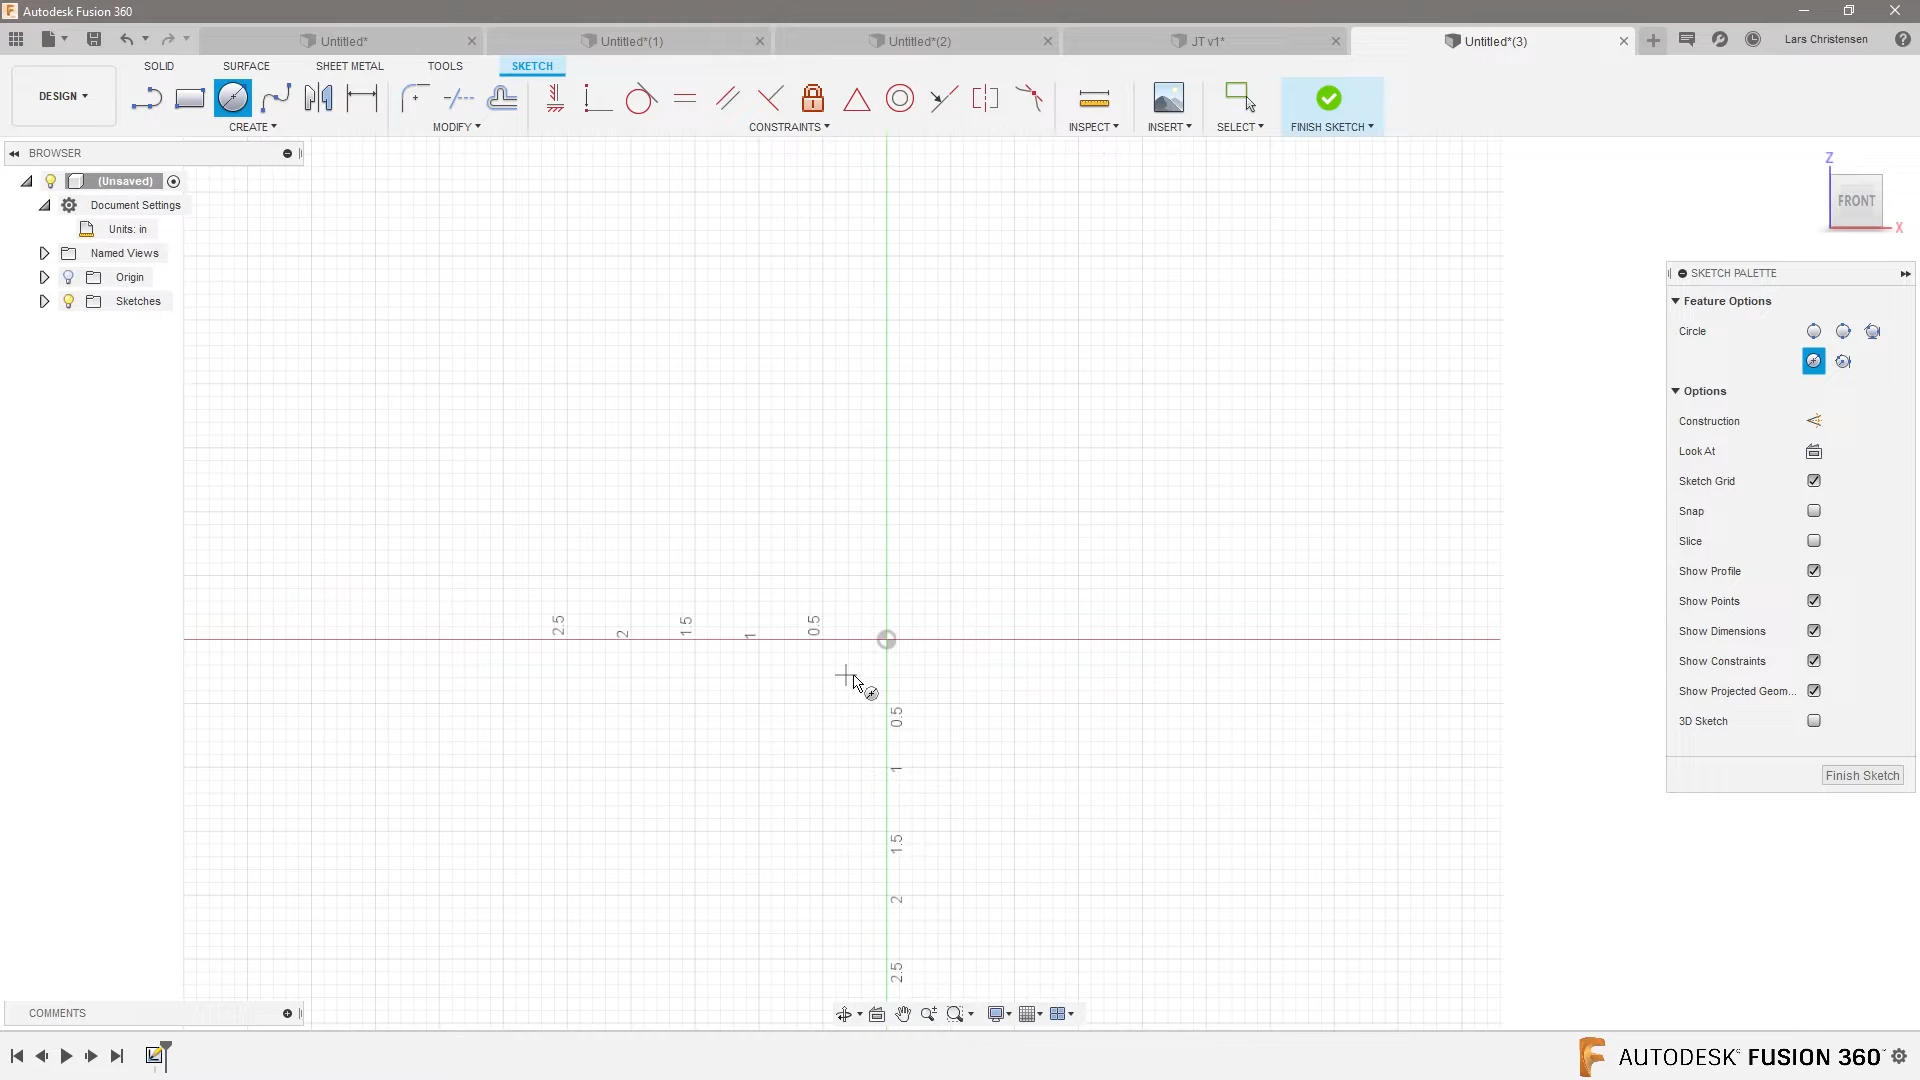 Autodesk Fusion 360
Untitled*
Untitled*(1)
Untitled*(2)
JT v1*
Untitled*(3)
Lars Christensen
DESIGN
SOLID
SURFACE
SHEET METAL
TOOLS
SKETCH
CREATE
MODIFY
CONSTRAINTS
INSPECT
INSERT
SELECT
FINISH SKETCH
BROWSER
(Unsaved)
Document Settings
Units: in
Named Views
Origin
Sketches
Z
FRONT
X
SKETCH PALETTE
Feature Options
Circle
Options
Construction
Look At
Sketch Grid
Snap
Slice
Show Profile
Show Points
Show Dimensions
Show Constraints
Show Projected Geom...
3D Sketch
Finish Sketch
2.5
2
1.5
1
0.5
0.5
1
1.5
2
2.5
COMMENTS
AUTODESK® FUSION 360™